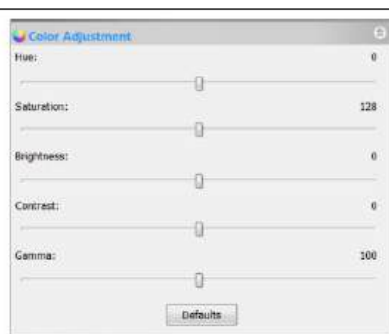 Color Adjustment
Hue: 0
Saturation: 128
Brightness: 0
Contrast: 0
Gamma: 100
Defaults